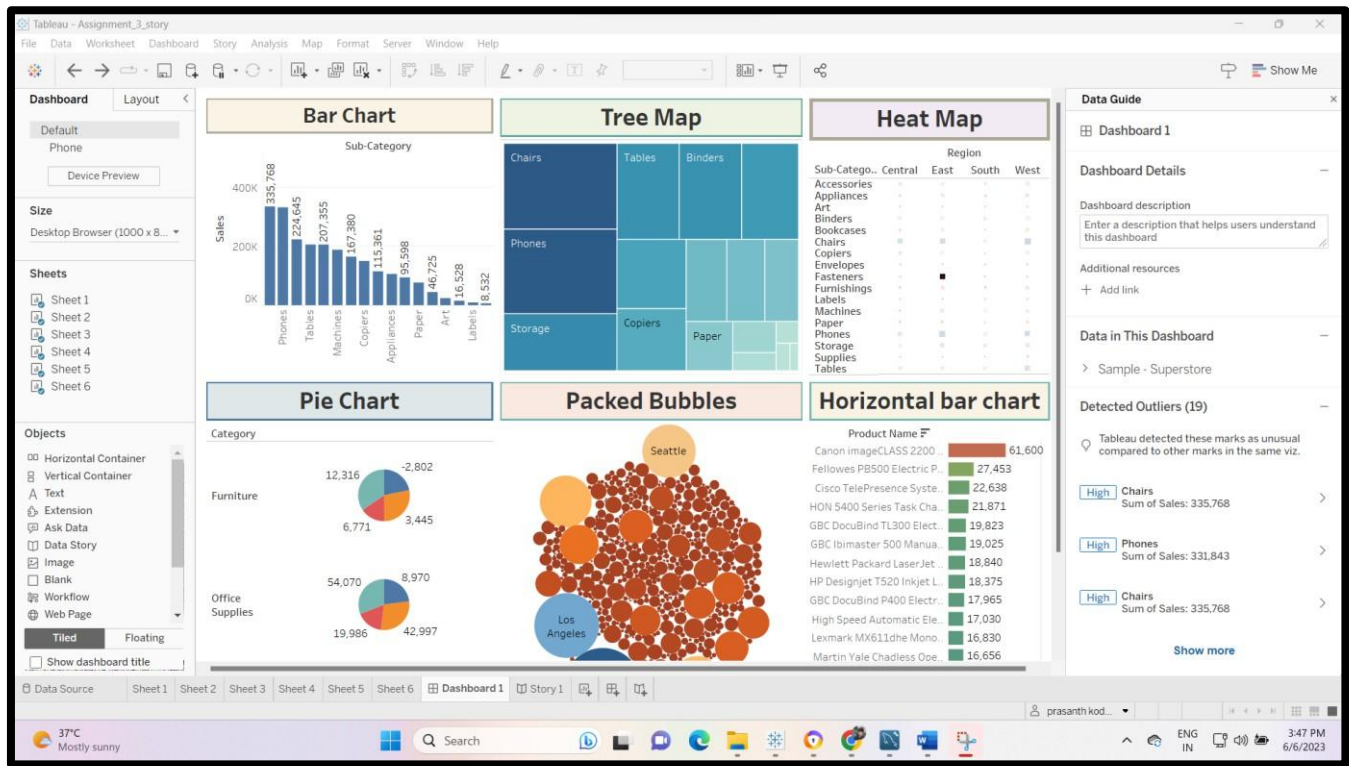 Tableau - Assignment_3_story
File Data Worksheet Dashboard Story Analysis Map Format Server Window Help
Show Me
Dashboard Layout
Default
Phone
Device Preview
Size
Desktop Browser (1000 x 8...
Sheets
Sheet 1
Sheet 2
Sheet 3
Sheet 4
Sheet 5
Sheet 6
Objects
Horizontal Container
Vertical Container
Text
Extension
Ask Data
Data Story
Image
Blank
Workflow
Web Page
Tiled Floating
Show dashboard title
Bar Chart
Sub-Category
Sales
400K
200K
0K
335,768
224,645
207,355
167,380
115,361
95,598
46,725
16,528
8,532
Phones
Tables
Machines
Copiers
Appliances
Paper
Art
Labels
Tree Map
Chairs Tables Binders
Phones
Storage Copiers Paper
Heat Map
Region
Sub-Catego.. Central East South West
Accessories
Appliances
Art
Binders
Bookcases
Chairs
Copiers
Envelopes
Fasteners
Furnishings
Labels
Machines
Paper
Phones
Storage
Supplies
Tables
Pie Chart
Category
Furniture
12,316 -2,802
6,771 3,445
Office
Supplies
54,070 8,970
19,986 42,997
Packed Bubbles
Seattle
Los
Angeles
Horizontal bar chart
Product Name
Canon imageCLASS 2200 .. 61,600
Fellowes PB500 Electric P.. 27,453
Cisco TelePresence Syste.. 22,638
HON 5400 Series Task Cha.. 21,871
GBC DocuBind TL300 Elect.. 19,823
GBC Ibimaster 500 Manua.. 19,025
Hewlett Packard LaserJet .. 18,840
HP Designjet T520 Inkjet L.. 18,375
GBC DocuBind P400 Electr.. 17,965
High Speed Automatic Ele.. 17,030
Lexmark MX611dhe Mono.. 16,830
Martin Yale Chadless Ope.. 16,656
Data Guide
Dashboard 1
Dashboard Details
Dashboard description
Enter a description that helps users understand
this dashboard
Additional resources
+ Add link
Data in This Dashboard
Sample - Superstore
Detected Outliers (19)
Tableau detected these marks as unusual
compared to other marks in the same viz.
High Chairs
Sum of Sales: 335,768
High Phones
Sum of Sales: 331,843
High Chairs
Sum of Sales: 335,768
Show more
Data Source Sheet 1 Sheet 2 Sheet 3 Sheet 4 Sheet 5 Sheet 6 Dashboard 1 Story 1
prasanth kod...
37°C
Mostly sunny
Search
ENG
IN
3:47 PM
6/6/2023